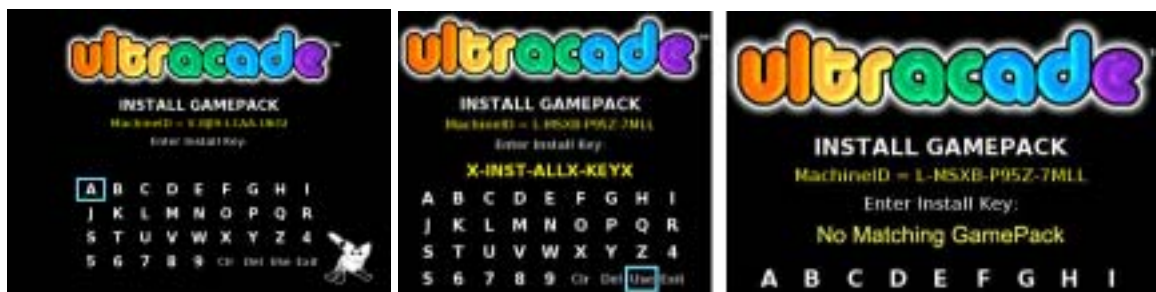 ultracade
INSTALL GAMEPACK
MachineID =
Enter Install Key:
A B C D E F G H I
J K L M N O P Q R
S T U V W X Y Z 4
5 6 7 8 9 Clr Del Use Exit
ultracade
INSTALL GAMEPACK
MachineID = L-MSXB-P95Z-7MLL
Enter Install Key:
X-INST-ALLX-KEYX
A B C D E F G H I
J K L M N O P Q R
S T U V W X Y Z 4
5 6 7 8 9 Clr Del Use Exit
ultracade
INSTALL GAMEPACK
MachineID = L-MSXB-P95Z-7MLL
Enter Install Key:
No Matching GamePack
A B C D E F G H I